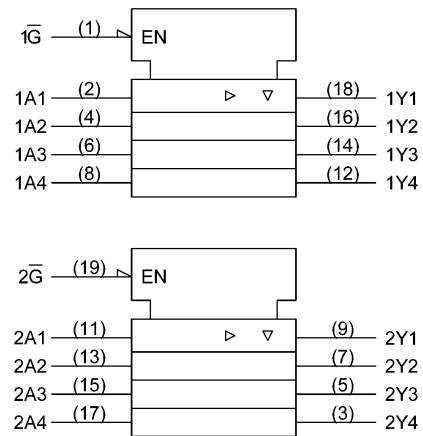 1G̅ (1) EN
1A1 (2) (18) 1Y1
1A2 (4) (16) 1Y2
1A3 (6) (14) 1Y3
1A4 (8) (12) 1Y4
2G̅ (19) EN
2A1 (11) (9) 2Y1
2A2 (13) (7) 2Y2
2A3 (15) (5) 2Y3
2A4 (17) (3) 2Y4